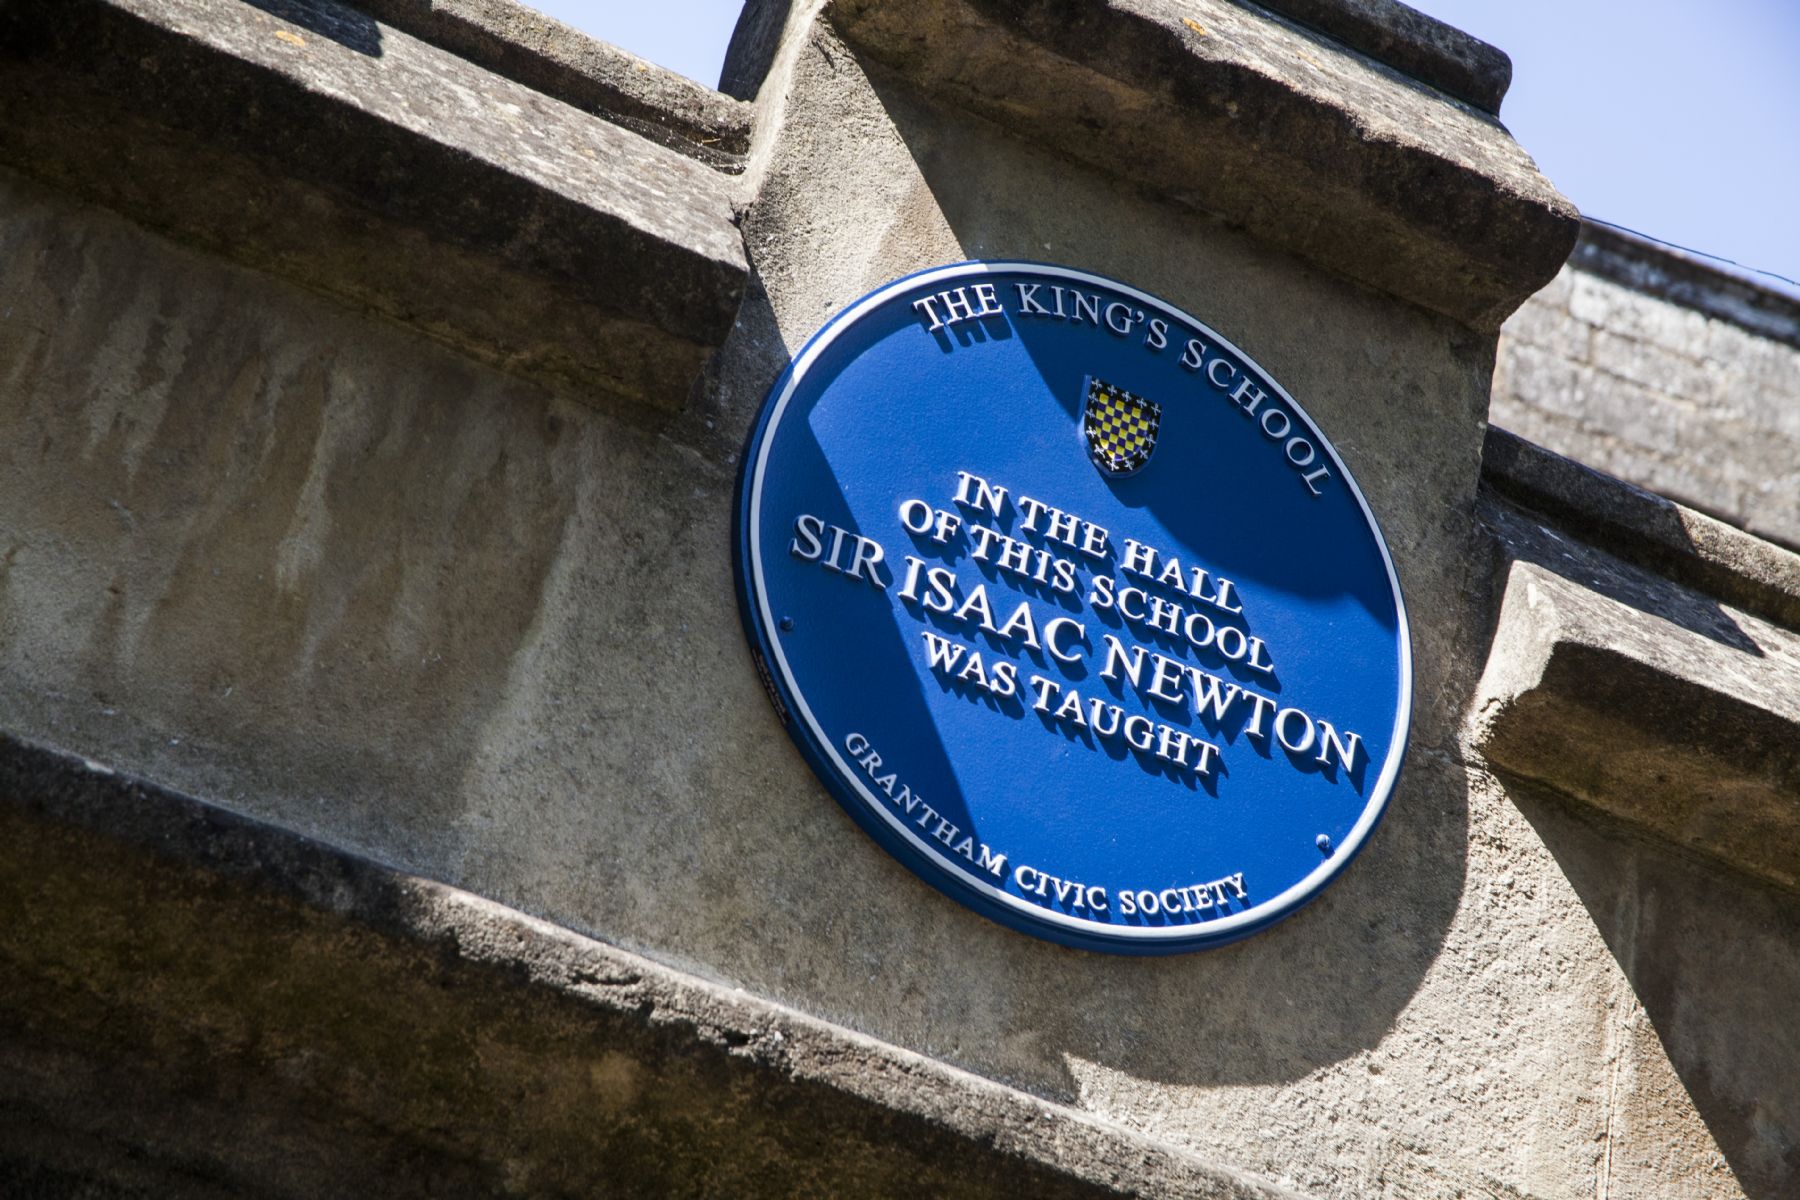 THE KING'S SCHOOL
IN THE HALL
OF THIS SCHOOL
SIR ISAAC NEWTON
WAS TAUGHT
GRANTHAM CIVIC SOCIETY